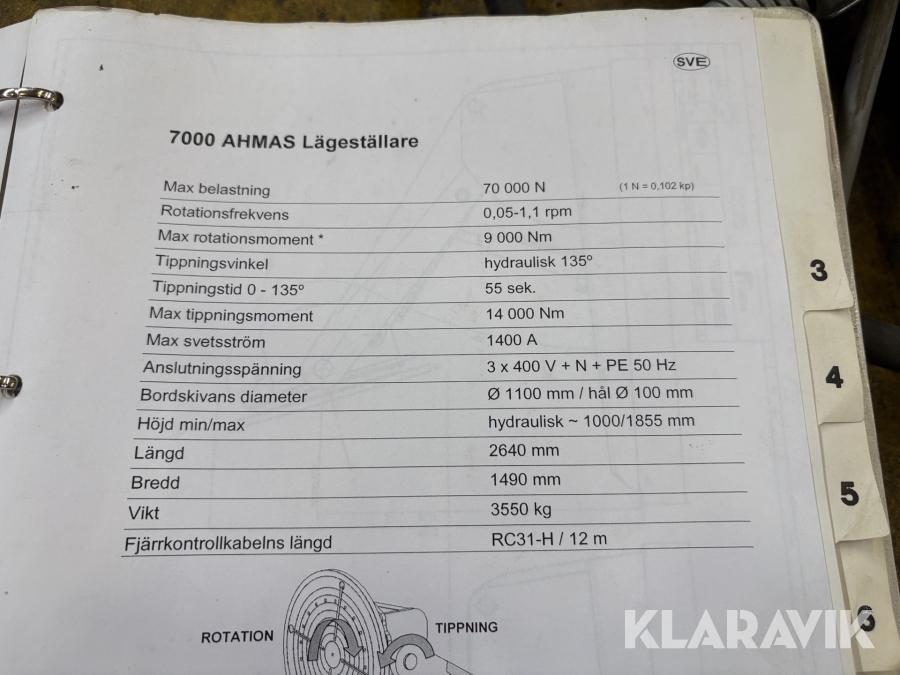 SVE
7000 AHMAS Lägeställare
Max belastning 70 000 N (1 N = 0,102 kp)
Rotationsfrekvens 0,05-1,1 rpm
Max rotationsmoment * 9 000 Nm
Tippningsvinkel hydraulisk 135º
Tippningstid 0 - 135º 55 sek.
Max tippningsmoment 14 000 Nm
Max svetsström 1400 A
Anslutningsspänning 3 x 400 V + N + PE 50 Hz
Bordskivans diameter Ø 1100 mm / hål Ø 100 mm
Höjd min/max hydraulisk ~ 1000/1855 mm
Längd 2640 mm
Bredd 1490 mm
Vikt 3550 kg
Fjärrkontrollkabelns längd RC31-H / 12 m
ROTATION TIPPNING
3
4
5
6
KLARAVIK